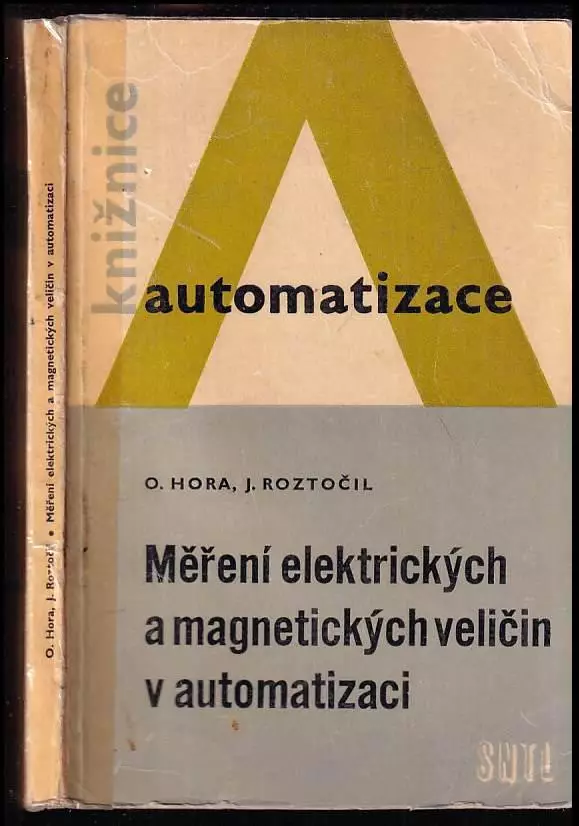 O. Hora, J. Roztočil • Měření elektrických a magnetických veličin v automatizaci
knižnice
automatizace
O. HORA, J. ROZTOČIL
Měření elektrických
a magnetických veličin
v automatizaci
SNTL